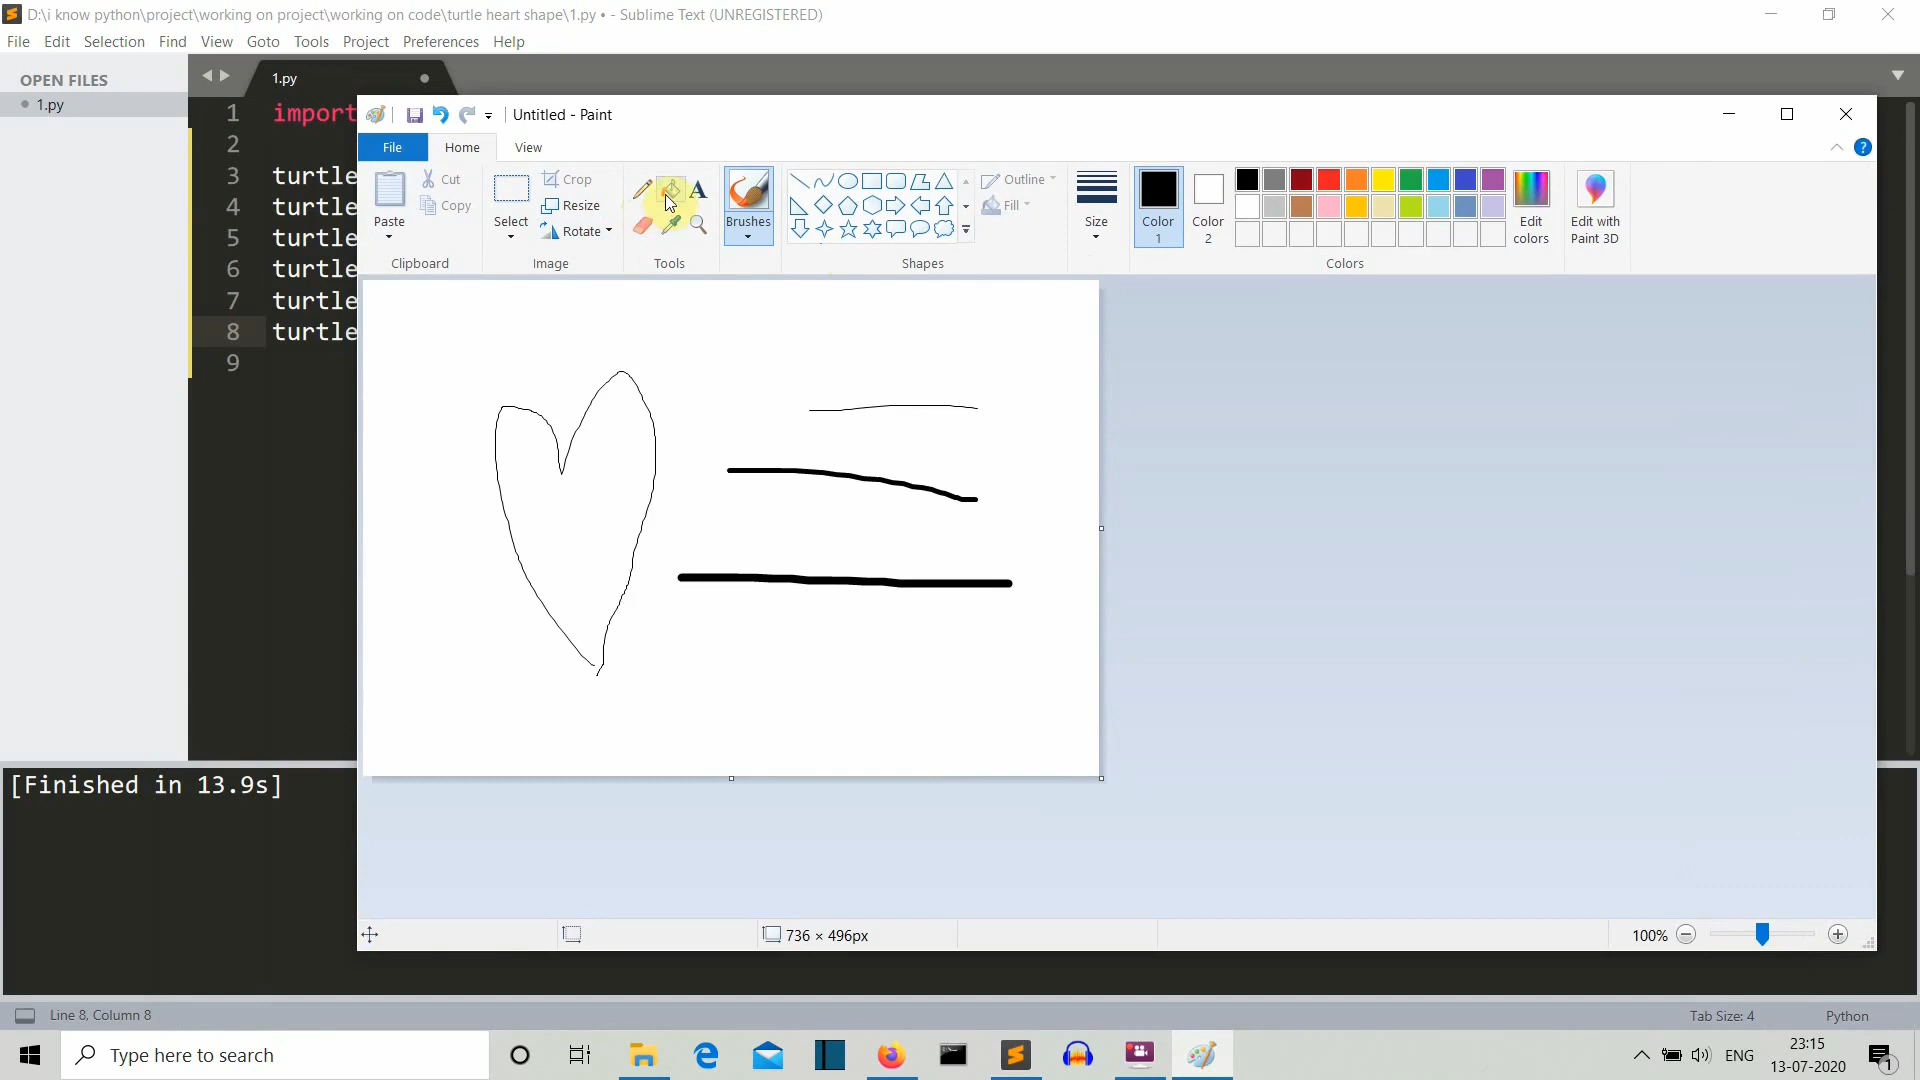 D:\i know python\project\working on project\working on code\turtle heart shape\1.py • - Sublime Text (UNREGISTERED)
File Edit Selection Find View Goto Tools Project Preferences Help
OPEN FILES
1.py
1.py
1 import
2
3 turtle
4 turtle
5 turtle
6 turtle
7 turtle
8 turtle
9
Untitled - Paint
File Home View
Paste
Cut
Copy
Clipboard
Select
Crop
Resize
Rotate
Image
A
Tools
Brushes
Outline
Fill
Shapes
Size
Color 1
Color 2
Edit colors
Colors
Edit with Paint 3D
?
736 × 496px
100%
[Finished in 13.9s]
Line 8, Column 8
Tab Size: 4
Python
Type here to search
ENG
23:15
13-07-2020
1